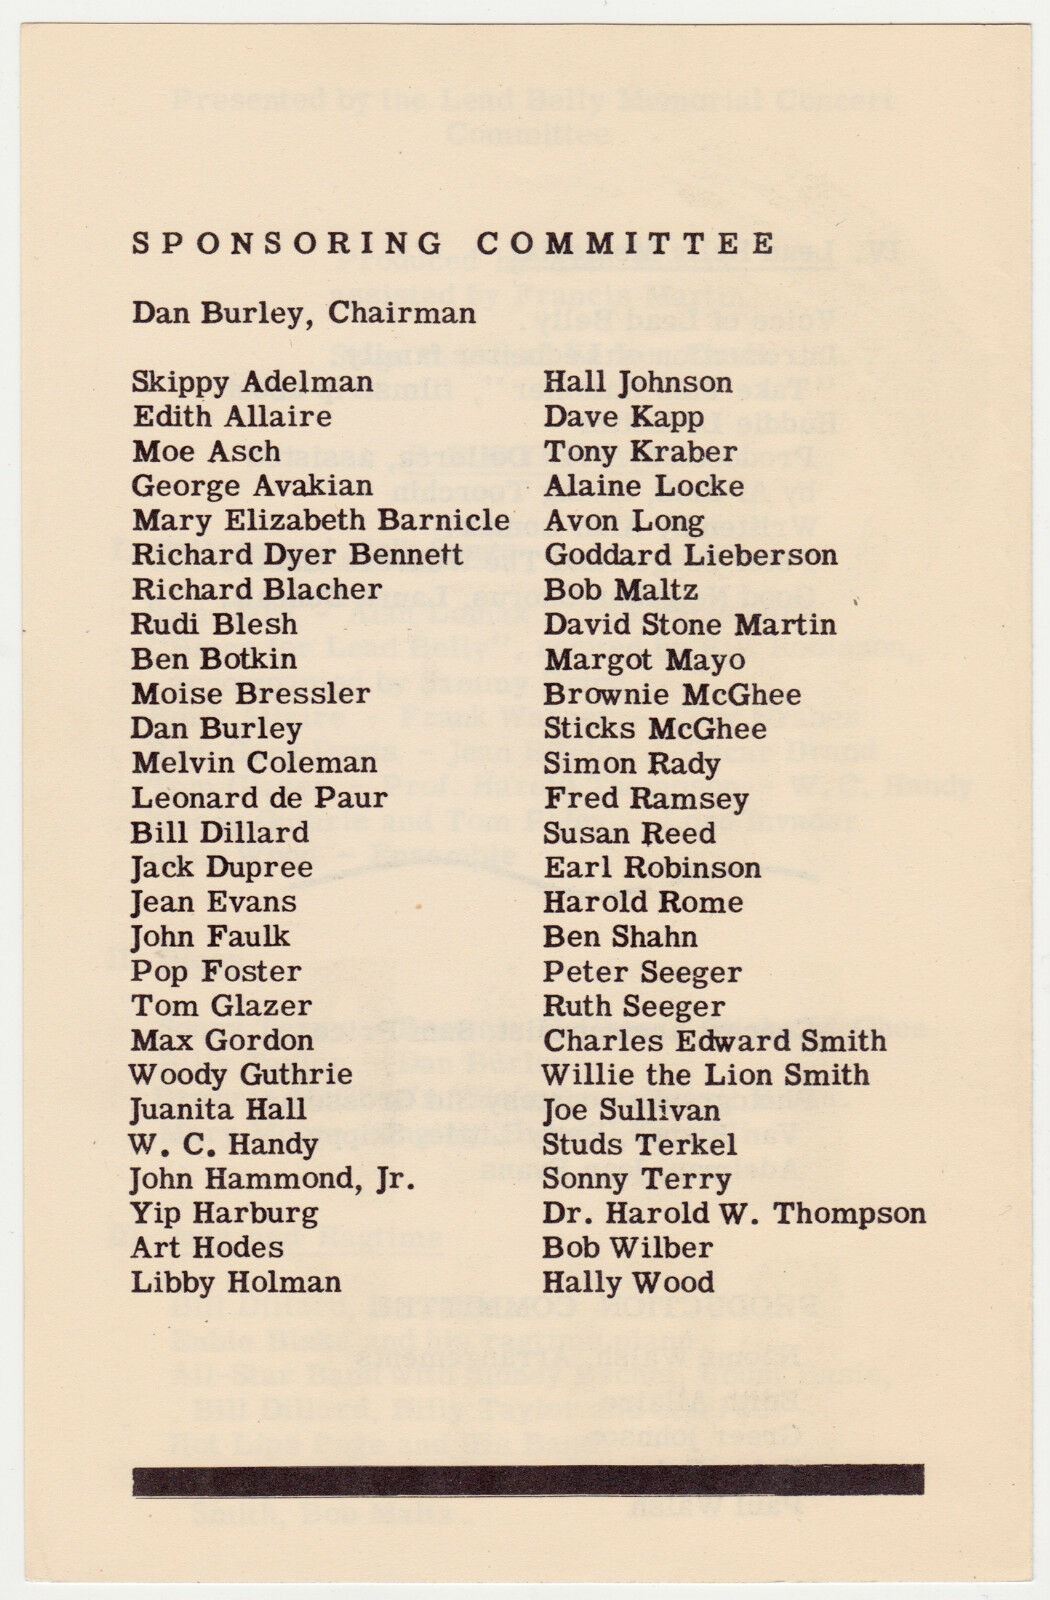 SPONSORING COMMITTEE
Dan Burley, Chairman
Skippy Adelman
Edith Allaire
Moe Asch
George Avakian
Mary Elizabeth Barnicle
Richard Dyer Bennett
Richard Blacher
Rudi Blesh
Ben Botkin
Moise Bressler
Dan Burley
Melvin Coleman
Leonard de Paur
Bill Dillard
Jack Dupree
Jean Evans
John Faulk
Pop Foster
Tom Glazer
Max Gordon
Woody Guthrie
Juanita Hall
W. C. Handy
John Hammond, Jr.
Yip Harburg
Art Hodes
Libby Holman
Hall Johnson
Dave Kapp
Tony Kraber
Alaine Locke
Avon Long
Goddard Lieberson
Bob Maltz
David Stone Martin
Margot Mayo
Brownie McGhee
Sticks McGhee
Simon Rady
Fred Ramsey
Susan Reed
Earl Robinson
Harold Rome
Ben Shahn
Peter Seeger
Ruth Seeger
Charles Edward Smith
Willie the Lion Smith
Joe Sullivan
Studs Terkel
Sonny Terry
Dr. Harold W. Thompson
Bob Wilber
Hally Wood